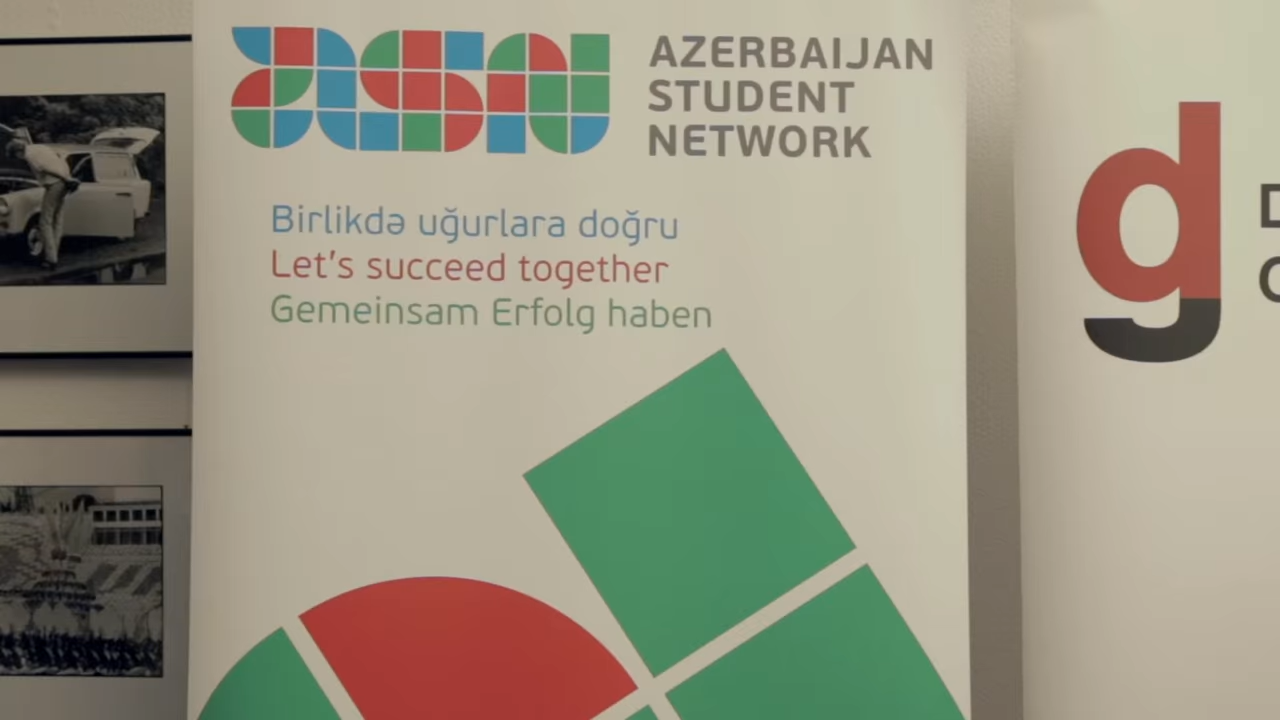 asn
AZERBAIJAN
STUDENT
NETWORK
Birlikdə uğurlara doğru
Let's succeed together
Gemeinsam Erfolg haben
g